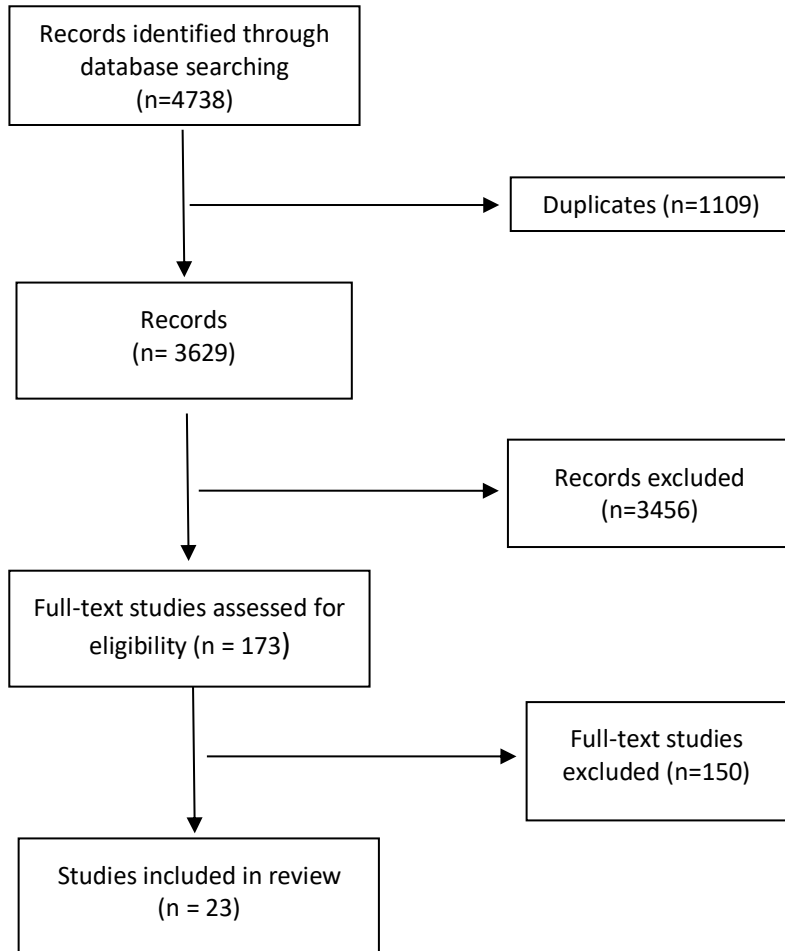 Records identified through
database searching
(n=4738)
Duplicates (n=1109)
Records
(n= 3629)
Records excluded
(n=3456)
Full-text studies assessed for
eligibility (n = 173)
Full-text studies
excluded (n=150)
Studies included in review
(n = 23)